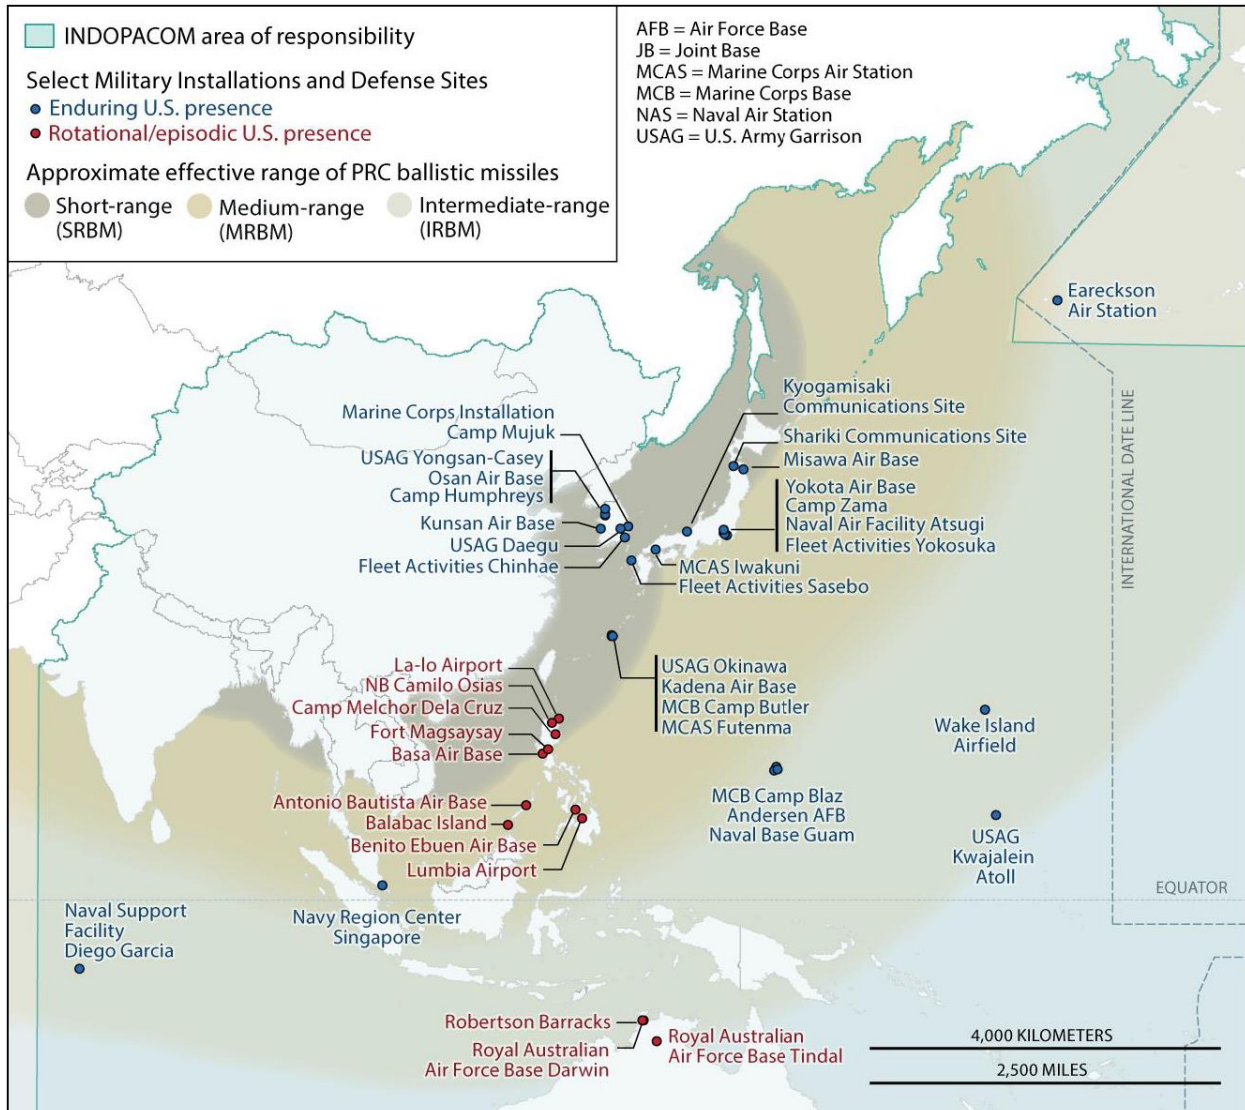 INDOPACOM area of responsibility
Select Military Installations and Defense Sites
Enduring U.S. presence
Rotational/episodic U.S. presence
Approximate effective range of PRC ballistic missiles
Short-range
(SRBM)
Medium-range
(MRBM)
Intermediate-range
(IRBM)
AFB = Air Force Base
JB = Joint Base
MCAS = Marine Corps Air Station
MCB = Marine Corps Base
NAS = Naval Air Station
USAG = U.S. Army Garrison
Eareckson
Air Station
INTERNATIONAL DATE LINE
Kyogamisaki
Communications Site
Shariki Communications Site
Misawa Air Base
Yokota Air Base
Camp Zama
Naval Air Facility Atsugi
Fleet Activities Yokosuka
MCAS Iwakuni
Fleet Activities Sasebo
Marine Corps Installation
Camp Mujuk
USAG Yongsan-Casey
Osan Air Base
Camp Humphreys
Kunsan Air Base
USAG Daegu
Fleet Activities Chinhae
USAG Okinawa
Kadena Air Base
MCB Camp Butler
MCAS Futenma
La-lo Airport
NB Camilo Osias
Camp Melchor Dela Cruz
Fort Magsaysay
Basa Air Base
Antonio Bautista Air Base
Balabac Island
Benito Ebuen Air Base
Lumbia Airport
Wake Island
Airfield
MCB Camp Blaz
Andersen AFB
Naval Base Guam
USAG
Kwajalein
Atoll
EQUATOR
Naval Support
Facility
Diego Garcia
Navy Region Center
Singapore
Robertson Barracks
Royal Australian
Air Force Base Darwin
Royal Australian
Air Force Base Tindal
4,000 KILOMETERS
2,500 MILES